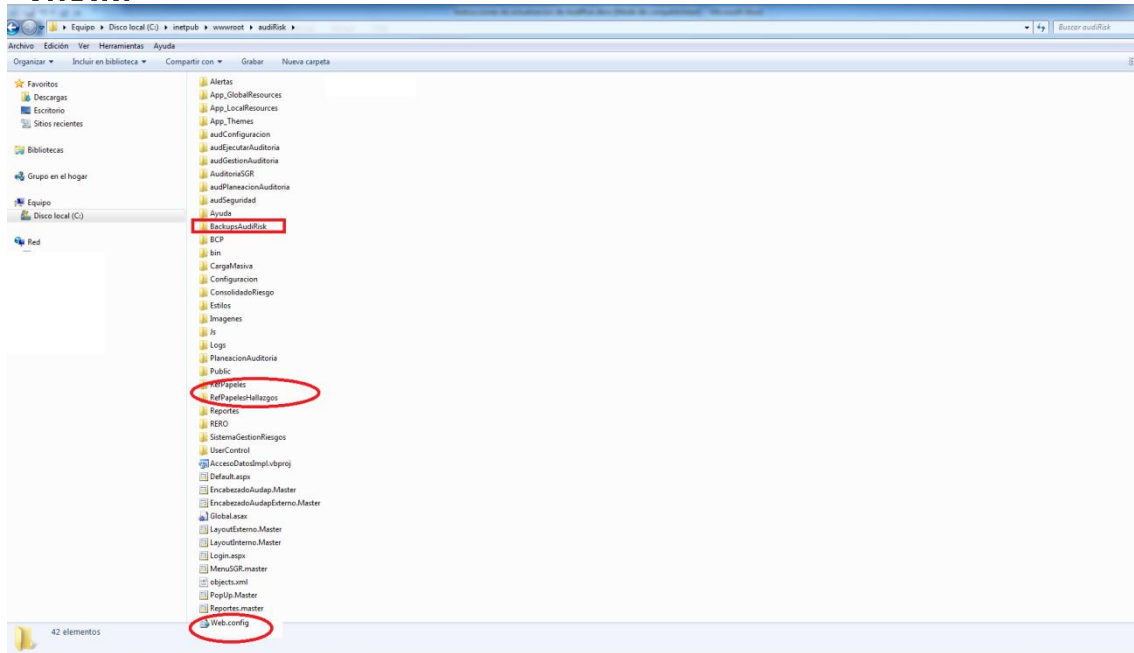 Equipo ▸ Disco local (C:) ▸ inetpub ▸ wwwroot ▸ audiRisk ▸
Buscar audiRisk
Archivo Edición Ver Herramientas Ayuda
Organizar Incluir en biblioteca Compartir con Grabar Nueva carpeta
Favoritos
Descargas
Escritorio
Sitios recientes
Bibliotecas
Grupo en el hogar
Equipo
Disco local (C:)
Red
Alertas
App_GlobalResources
App_LocalResources
App_Themes
audConfiguracion
audEjecutarAuditoria
audGestionAuditoria
AuditoriaSGR
audPlaneacionAuditoria
audSeguridad
Ayuda
BackupsAudiRisk
BCP
bin
CargaMasiva
Configuracion
ConsolidadoRiesgo
Estilos
Imagenes
Js
Logs
PlaneacionAuditoria
Public
RefPapeles
RefPapelesHallazgos
Reportes
RERO
SistemaGestionRiesgos
UserControl
AccesoDatosImpl.vbproj
Default.aspx
EncabezadoAudap.Master
EncabezadoAudapExterno.Master
Global.asax
LayoutExterno.Master
LayoutInterno.Master
Login.aspx
MenuSGR.master
objects.xml
PopUp.Master
Reportes.master
Web.config
42 elementos